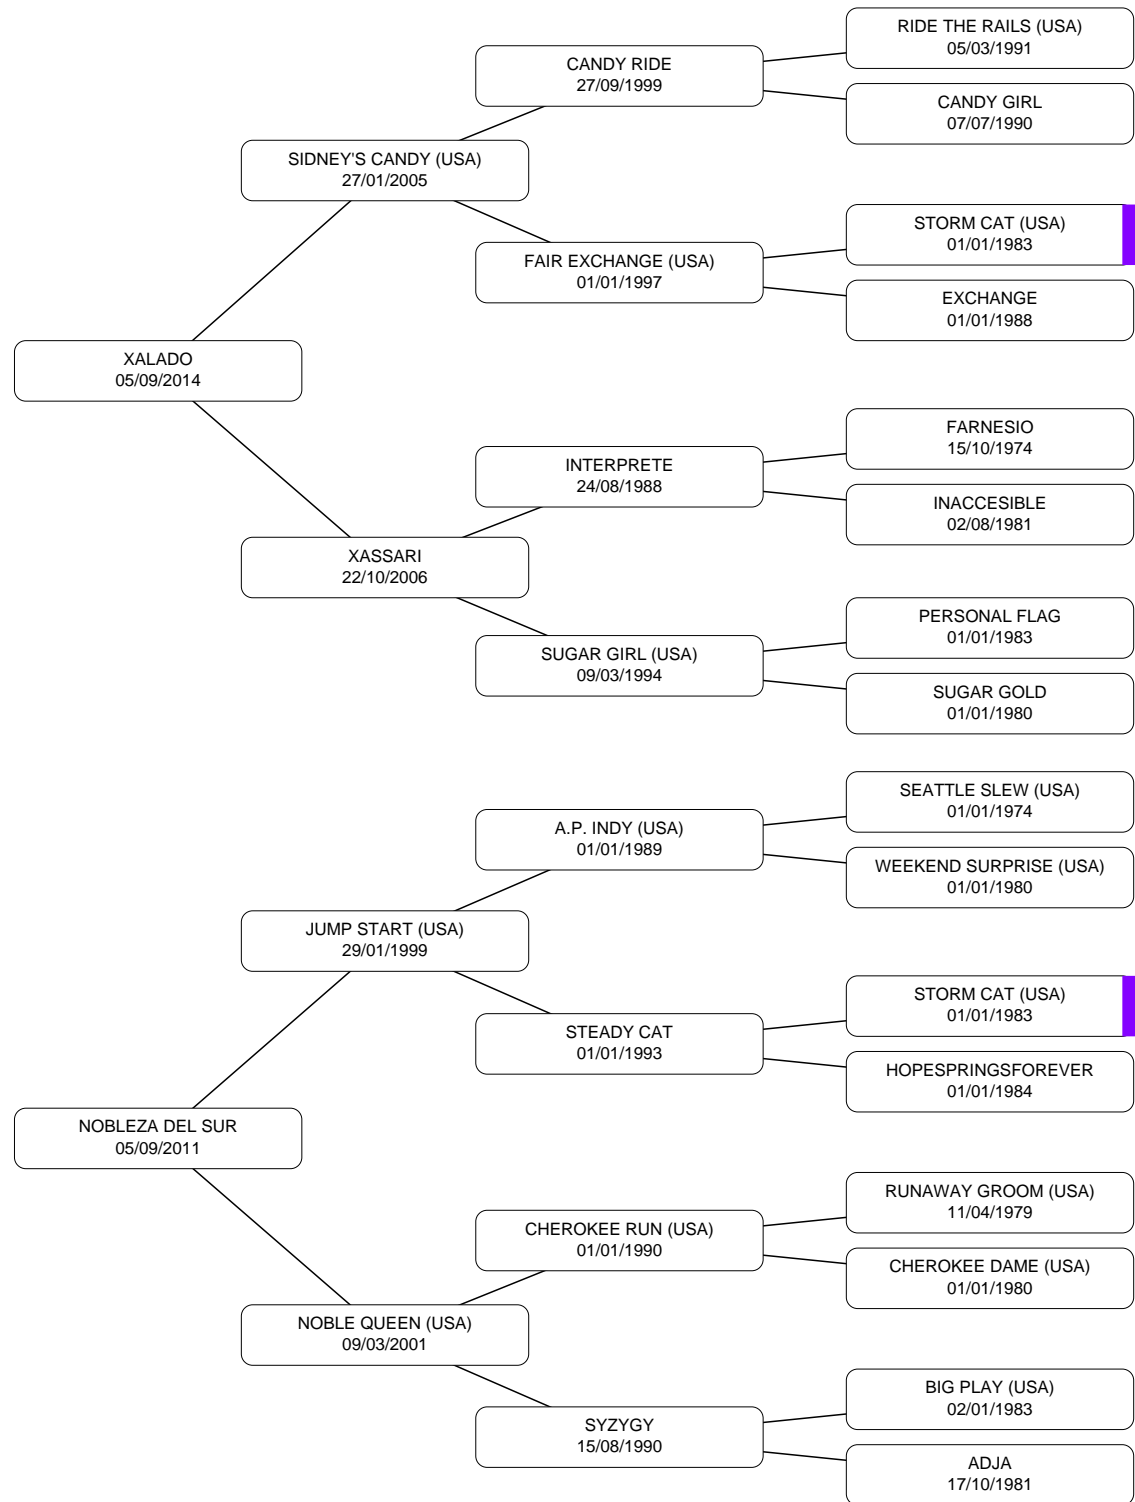 RIDE THE RAILS (USA)
05/03/1991
CANDY RIDE
27/09/1999
CANDY GIRL
07/07/1990
SIDNEY'S CANDY (USA)
27/01/2005
STORM CAT (USA)
01/01/1983
FAIR EXCHANGE (USA)
01/01/1997
EXCHANGE
01/01/1988
XALADO
05/09/2014
FARNESIO
15/10/1974
INTERPRETE
24/08/1988
INACCESIBLE
02/08/1981
XASSARI
22/10/2006
PERSONAL FLAG
01/01/1983
SUGAR GIRL (USA)
09/03/1994
SUGAR GOLD
01/01/1980
SEATTLE SLEW (USA)
01/01/1974
A.P. INDY (USA)
01/01/1989
WEEKEND SURPRISE (USA)
01/01/1980
JUMP START (USA)
29/01/1999
STORM CAT (USA)
01/01/1983
STEADY CAT
01/01/1993
HOPESPRINGSFOREVER
01/01/1984
NOBLEZA DEL SUR
05/09/2011
RUNAWAY GROOM (USA)
11/04/1979
CHEROKEE RUN (USA)
01/01/1990
CHEROKEE DAME (USA)
01/01/1980
NOBLE QUEEN (USA)
09/03/2001
BIG PLAY (USA)
02/01/1983
SYZYGY
15/08/1990
ADJA
17/10/1981